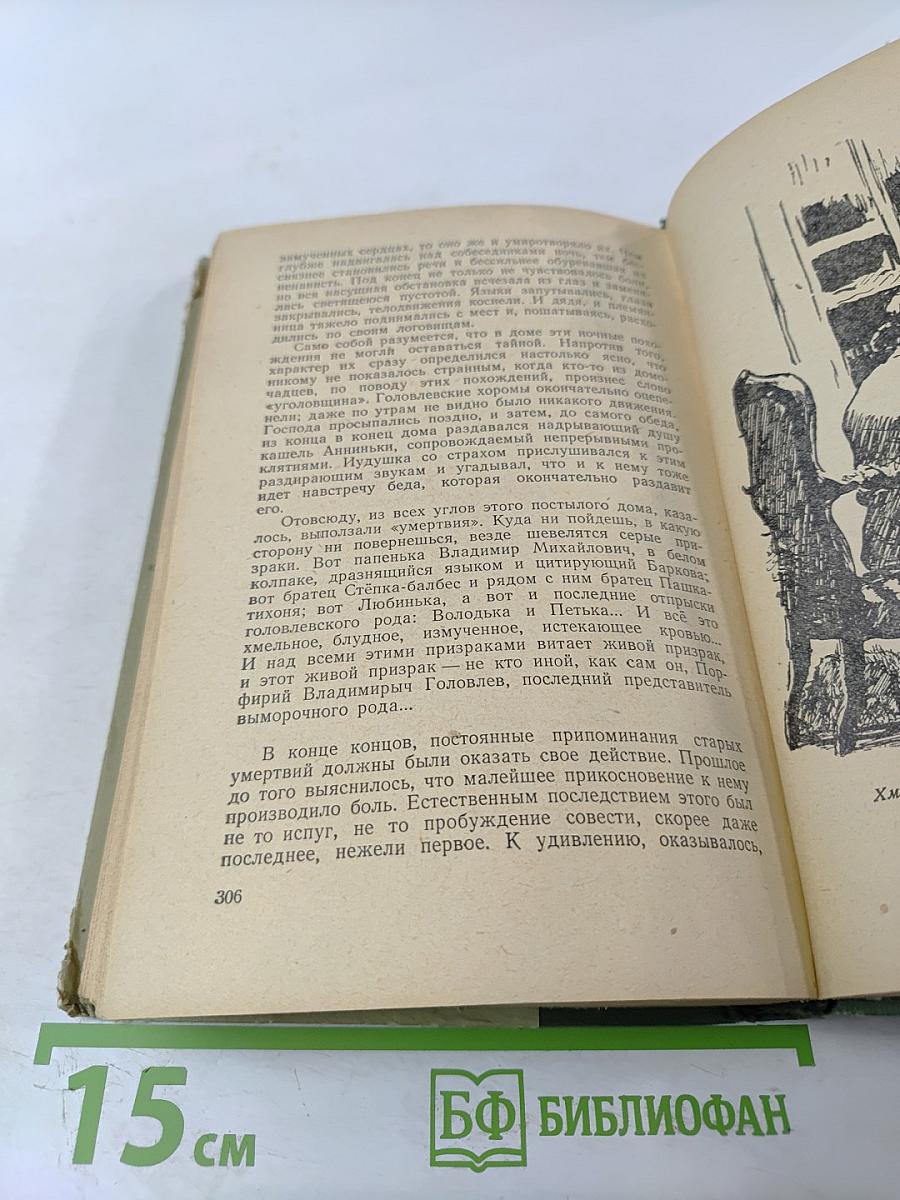 замученных сердцах, то оно же и умиротворяло их. Чем
глубже надвигалась над собеседниками ночь, тем бес-
связнее становились речи и бессильнее обуревавшая их
ненависть. Под конец не только не чувствовалось боли,
но вся насущная обстановка исчезала из глаз и заменя-
лась светящеюся пустотой. Языки запутывались, глаза
закрывались, телодвижения коснели. И дядя, и племян-
ница тяжело поднимались с мест и, пошатываясь, расхо-
дились по своим логовищам.
Само собой разумеется, что в доме эти ночные похо-
ждения не могли оставаться тайной. Напротив того,
характер их сразу определился настолько ясно, что
никому не показалось странным, когда кто-то из домо-
чадцев, по поводу этих похождений, произнес слово
«уголовщина». Головлевские хоромы окончательно оцепе-
нели; даже по утрам не видно было никакого движения.
Господа просыпались поздно, и затем, до самого обеда,
из конца в конец дома раздавался надрывающий душу
кашель Анниньки, сопровождаемый непрерывными про-
клятиями. Иудушка со страхом прислушивался к этим
раздирающим звукам и угадывал, что и к нему тоже
идет навстречу беда, которая окончательно раздавит
его.
Отовсюду, из всех углов этого постылого дома, каза-
лось, выползали «умертвия». Куда ни пойдешь, в какую
сторону ни повернешься, везде шевелятся серые при-
зраки. Вот папенька Владимир Михайлович, в белом
колпаке, дразнящийся языком и цитирующий Баркова;
вот братец Стёпка-балбес и рядом с ним братец Пашка-
тихоня; вот Любинька, а вот и последние отпрыски
головлевского рода: Володька и Петька... И всё это
хмельное, блудное, измученное, истекающее кровью...
И над всеми этими призраками витает живой призрак,
и этот живой призрак — не кто иной, как сам он, Пор-
фирий Владимирыч Головлев, последний представитель
выморочного рода...
В конце концов, постоянные припоминания старых
умертвий должны были оказать свое действие. Прошлое
до того выяснилось, что малейшее прикосновение к нему
производило боль. Естественным последствием этого был
не то испуг, не то пробуждение совести, скорее даже
последнее, нежели первое. К удивлению, оказывалось,
306
Хм
15 см
БФ БИБЛИОФАН